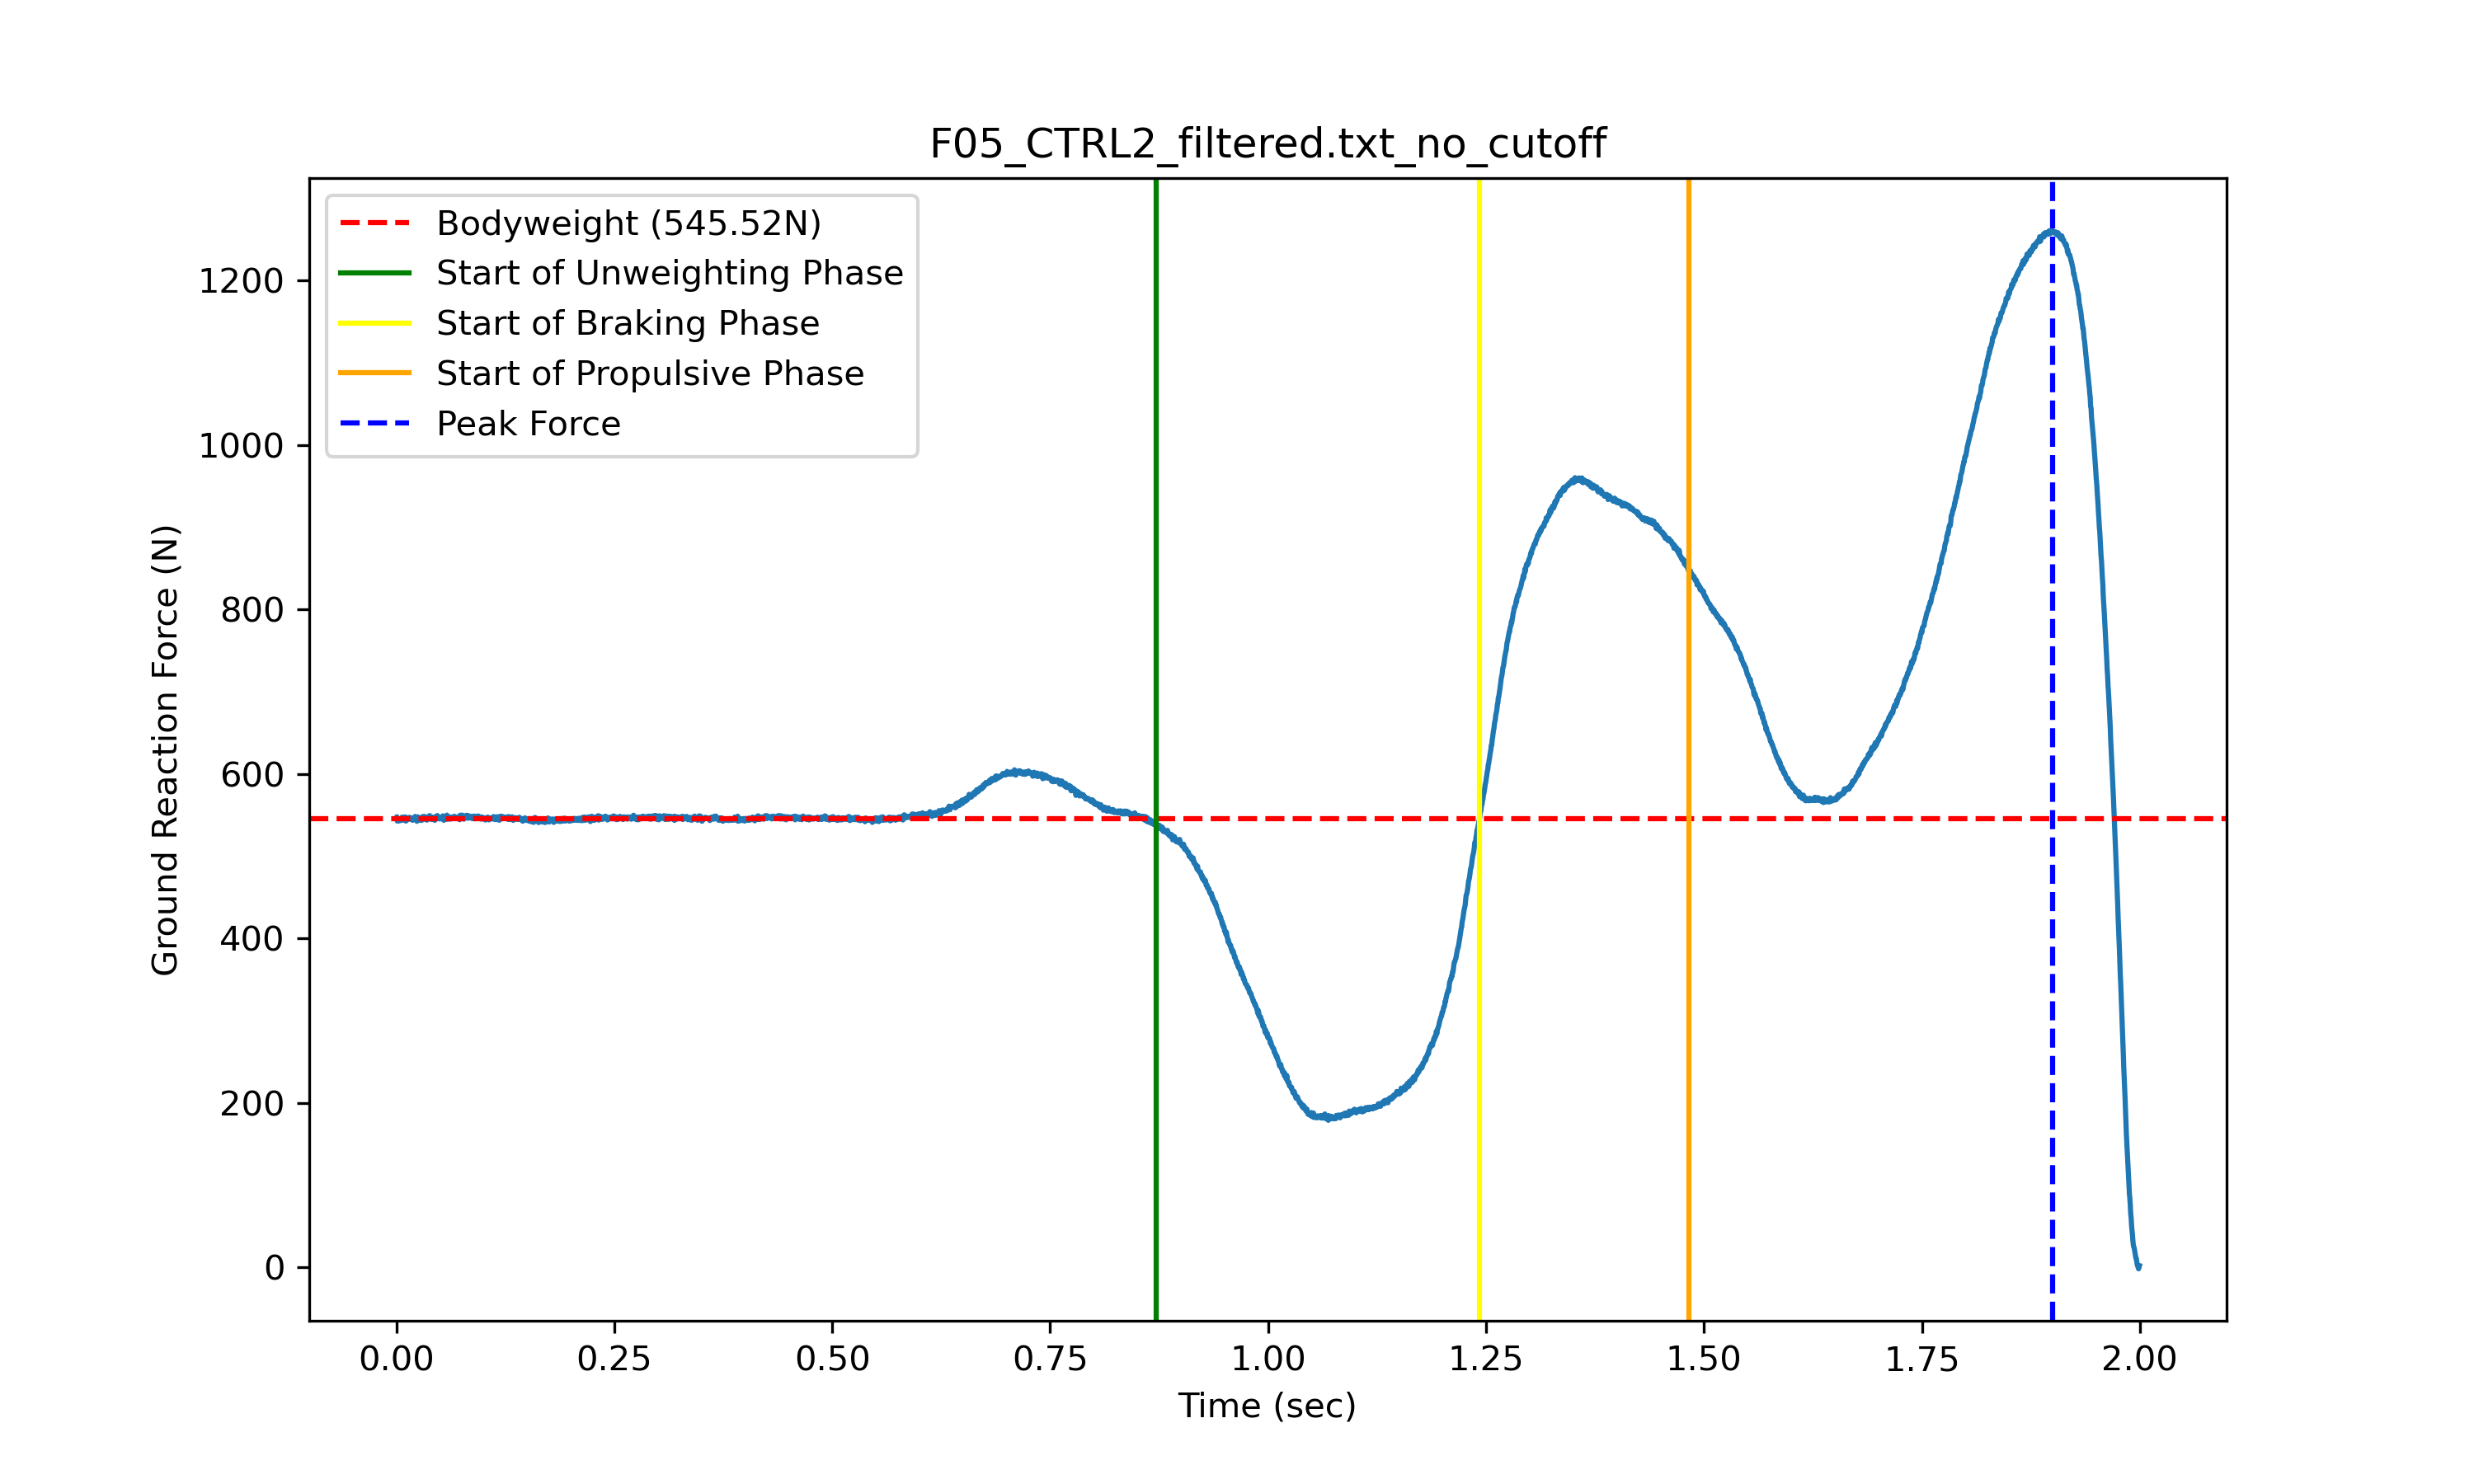 F05_CTRL2_filtered.txt_no_cutoff
Bodyweight (545.52N)
Start of Unweighting Phase
Start of Braking Phase
Start of Propulsive Phase
Peak Force
Ground Reaction Force (N)
1200
1000
800
600
400
200
0
0.00 0.25 0.50 0.75 1.00 1.25 1.50 1.75 2.00
Time (sec)